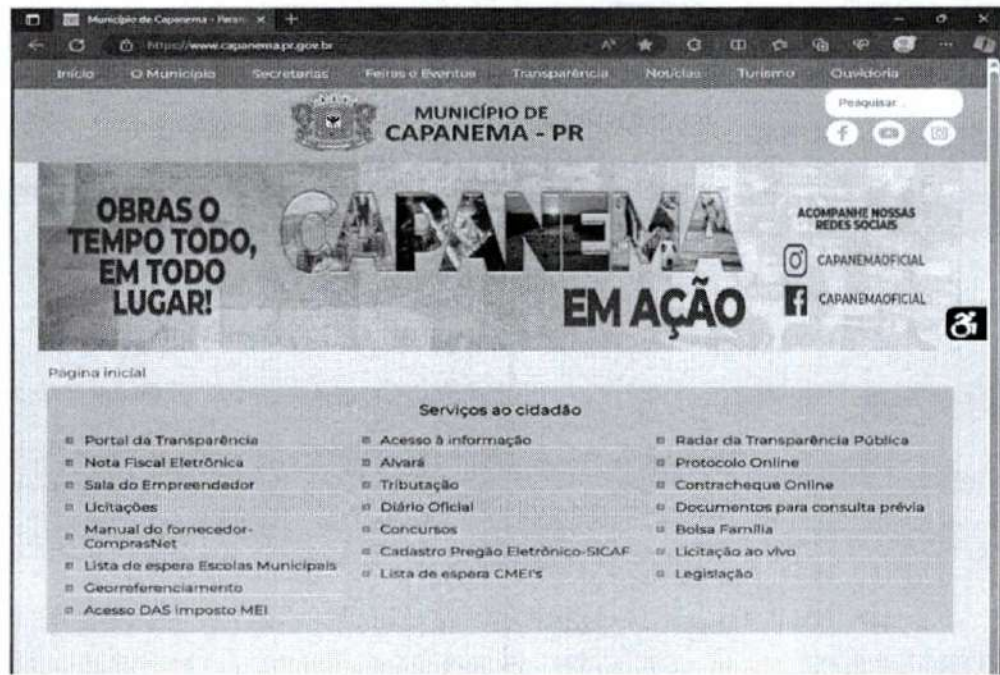 Município de Capanema - Paran
https://www.capanema.pr.gov.br
Início O Município Secretarias Feiras e Eventos Transparência Notícias Turismo Ouvidoria
MUNICÍPIO DE
CAPANEMA - PR
Pesquisar...
OBRAS O
TEMPO TODO,
EM TODO
LUGAR!
CAPANEMA
EM AÇÃO
ACOMPANHE NOSSAS
REDES SOCIAIS
CAPANEMAOFICIAL
CAPANEMAOFICIAL
Página inicial
Serviços ao cidadão
Portal da Transparência
Nota Fiscal Eletrônica
Sala do Empreendedor
Licitações
Manual do fornecedor-
ComprasNet
Lista de espera Escolas Municipais
Georreferenciamento
Acesso DAS imposto MEI
Acesso à informação
Alvará
Tributação
Diário Oficial
Concursos
Cadastro Pregão Eletrônico-SICAF
Lista de espera CMEI's
Radar da Transparência Pública
Protocolo Online
Contracheque Online
Documentos para consulta prévia
Bolsa Família
Licitação ao vivo
Legislação